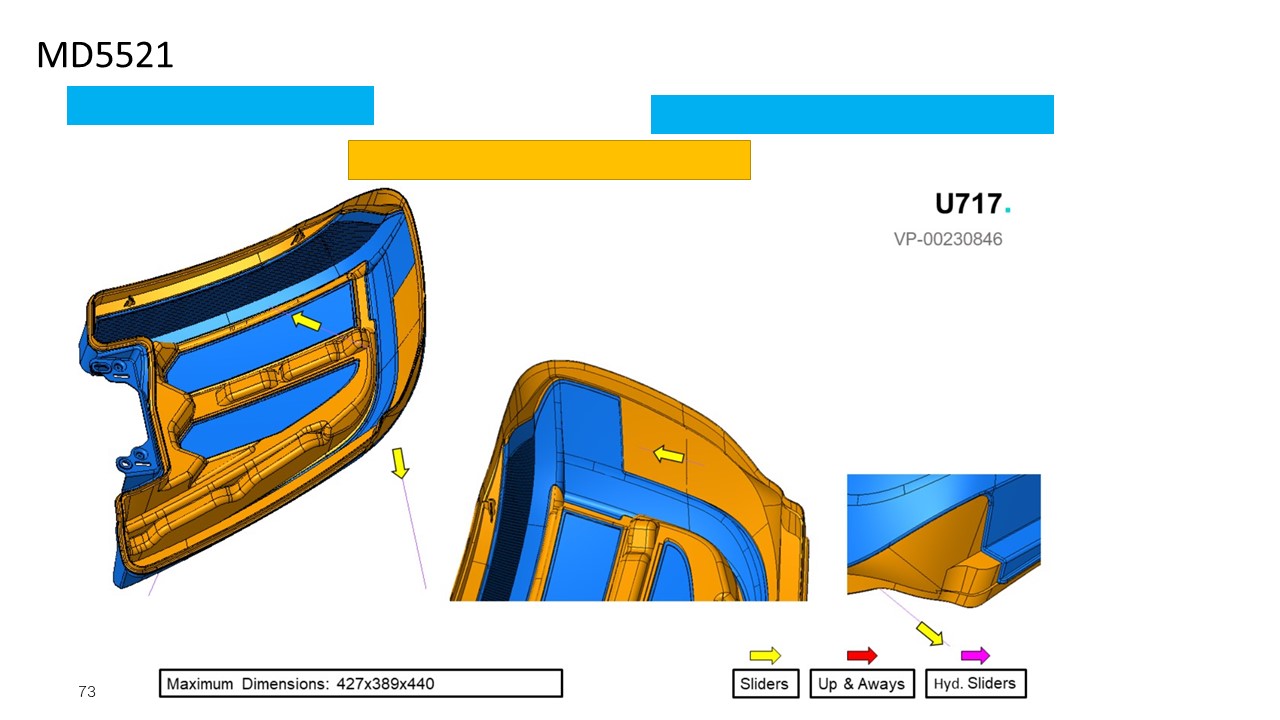 MD5521
U717.
VP-00230846
Maximum Dimensions: 427x389x440
Sliders
Up & Aways
Hyd. Sliders
73